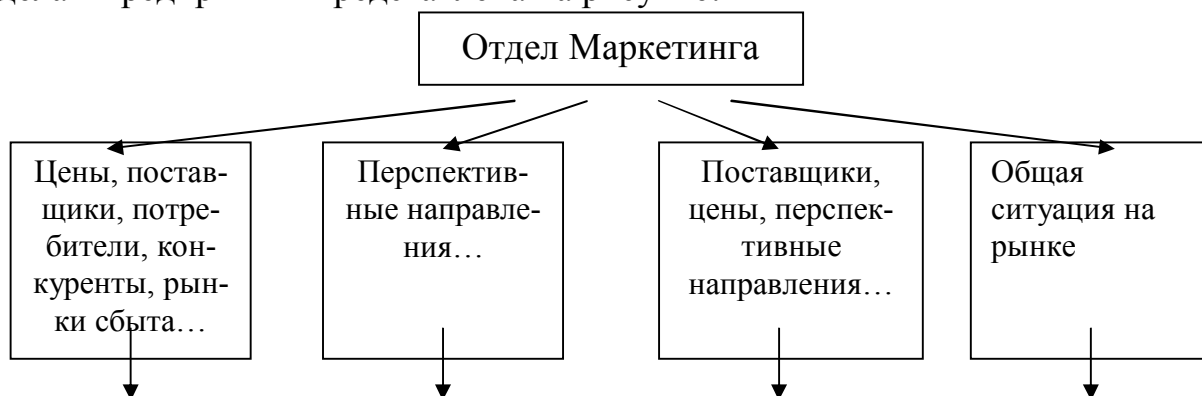 Отдел Маркетинга
Цены, постав-
щики, потре-
бители, кон-
куренты, рын-
ки сбыта…
Перспектив-
ные направле-
ния…
Поставщики,
цены, перспек-
тивные
направления…
Общая
ситуация на
рынке